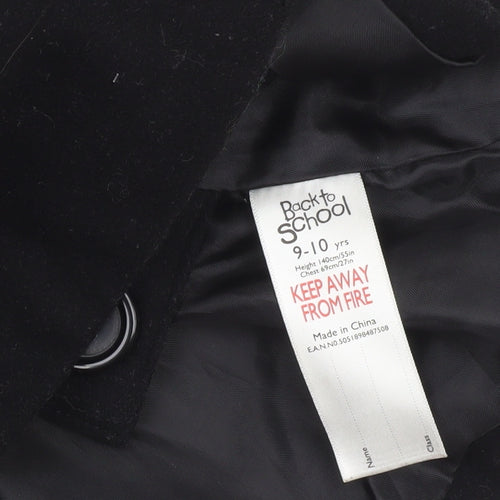 Back to
School
9-10 yrs
Height 140cm/55in
Chest 69cm/27in
KEEP AWAY
FROM FIRE
Made in China
E.A.N.N0.5051898487508
Name
Class